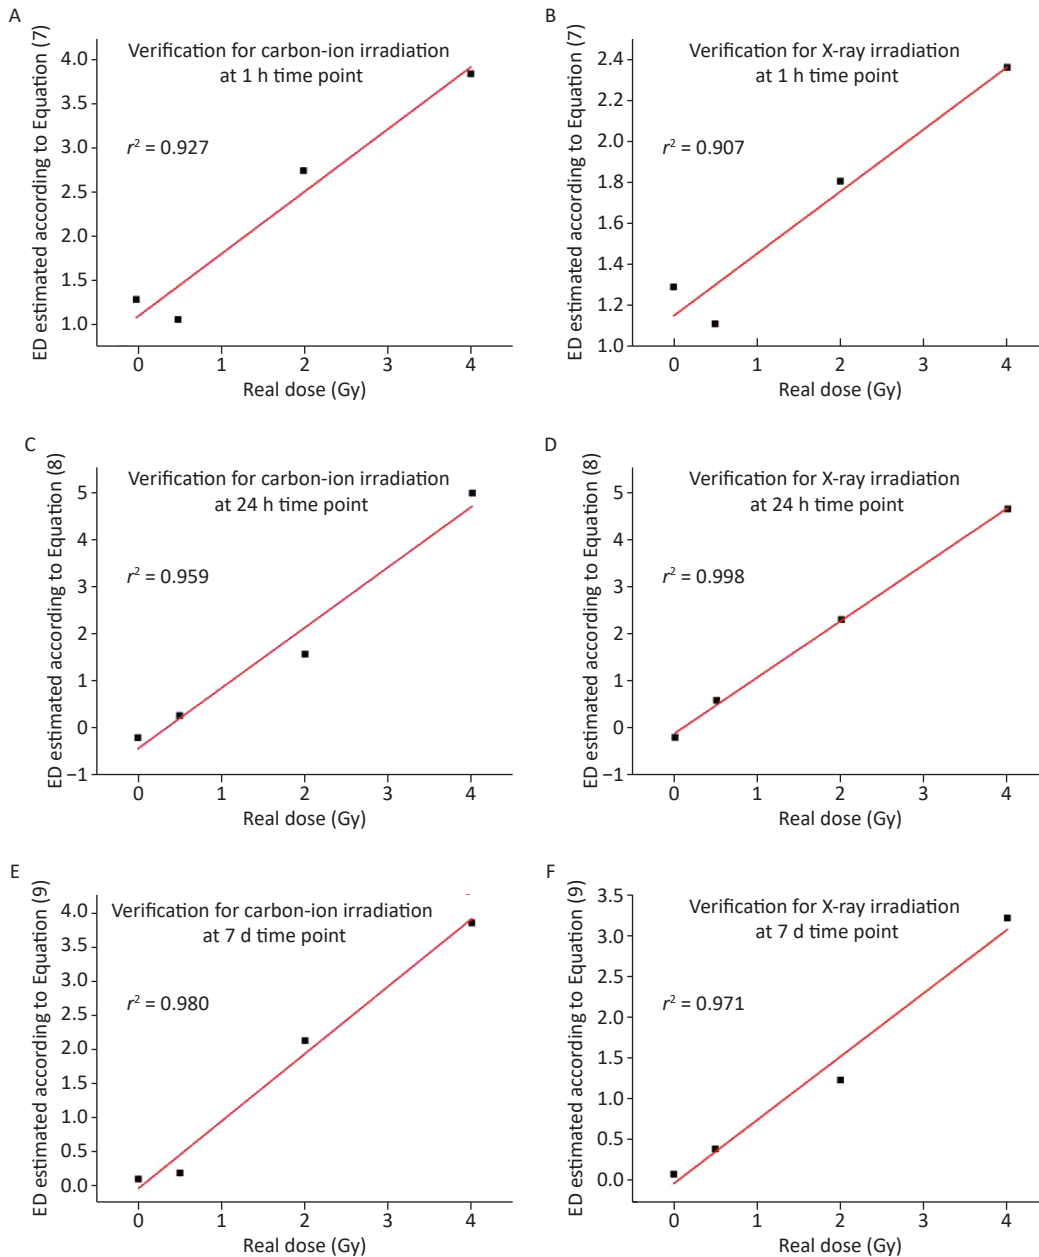 A
ED estimated according to Equation (7)
Verification for carbon-ion irradiation
at 1 h time point
r² = 0.927
4.0
3.5
3.0
2.5
2.0
1.5
1.0
0
1
2
3
4
Real dose (Gy)
B
ED estimated according to Equation (7)
Verification for X-ray irradiation
at 1 h time point
r² = 0.907
2.4
2.2
2.0
1.8
1.6
1.4
1.2
1.0
0
1
2
3
4
Real dose (Gy)
C
ED estimated according to Equation (8)
Verification for carbon-ion irradiation
at 24 h time point
r² = 0.959
5
4
3
2
1
0
−1
0
1
2
3
4
Real dose (Gy)
D
ED estimated according to Equation (8)
Verification for X-ray irradiation
at 24 h time point
r² = 0.998
5
4
3
2
1
0
−1
0
1
2
3
4
Real dose (Gy)
E
ED estimated according to Equation (9)
Verification for carbon-ion irradiation
at 7 d time point
r² = 0.980
4.0
3.5
3.0
2.5
2.0
1.5
1.0
0.5
0.0
0
1
2
3
4
Real dose (Gy)
F
ED estimated according to Equation (9)
Verification for X-ray irradiation
at 7 d time point
r² = 0.971
3.5
3.0
2.5
2.0
1.5
1.0
0.5
0.0
0
1
2
3
4
Real dose (Gy)